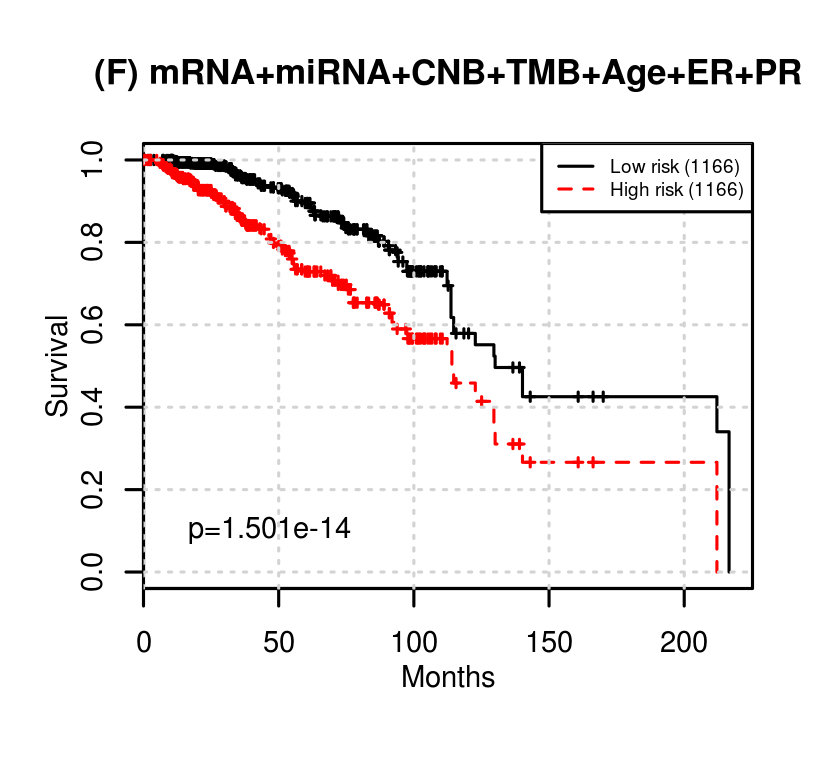 (F) mRNA+miRNA+CNB+TMB+Age+ER+PR
Low risk (1166)
High risk (1166)
1.0
0.8
0.6
0.4
0.2
0.0
Survival
p=1.501e-14
0 50 100 150 200
Months